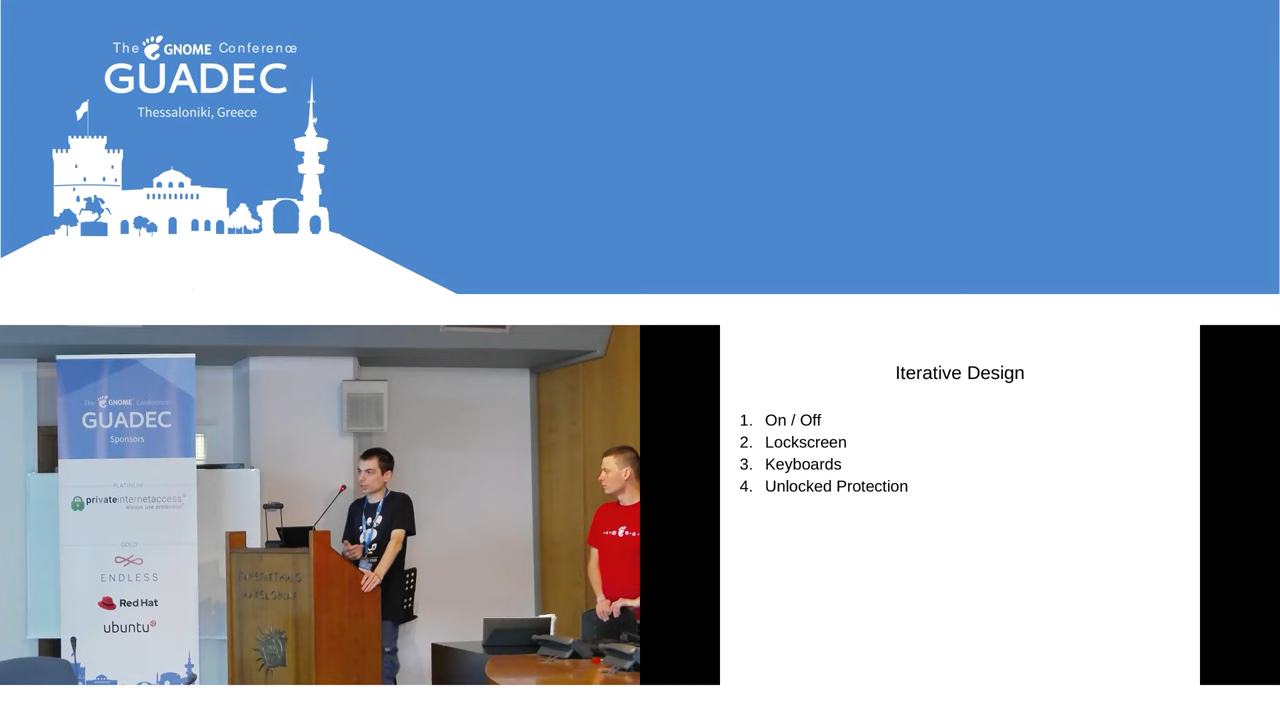 The GNOME Conference
GUADEC
Thessaloniki, Greece
The GNOME Conference
GUADEC
Sponsors
PLATINUM
privateinternetaccess®
always use protection®
GOLD
ENDLESS
Red Hat
ubuntu®
Iterative Design
1. On / Off
2. Lockscreen
3. Keyboards
4. Unlocked Protection